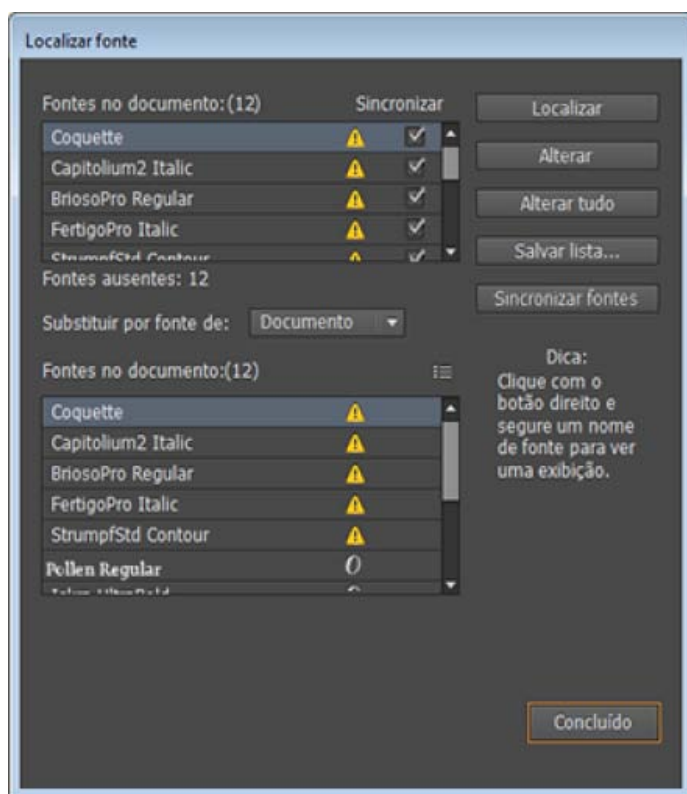 Localizar fonte
Fontes no documento:(12) Sincronizar
Coquette
Capitolium2 Italic
BriosoPro Regular
FertigoPro Italic
StrumpfStd Contour
Fontes ausentes: 12
Substituir por fonte de: Documento
Fontes no documento:(12)
Coquette
Capitolium2 Italic
BriosoPro Regular
FertigoPro Italic
StrumpfStd Contour
Pollen Regular
Localizar
Alterar
Alterar tudo
Salvar lista...
Sincronizar fontes
Dica:
Clique com o
botão direito e
segure um nome
de fonte para ver
uma exibição.
Concluído